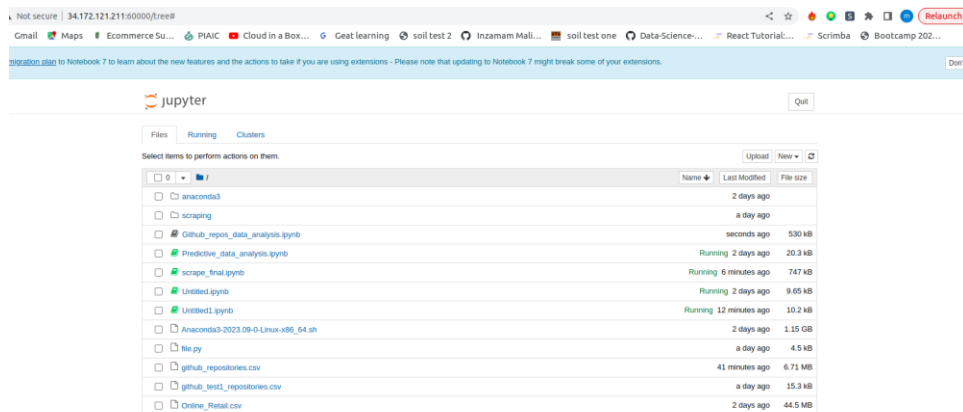 Not secure | 34.172.121.211:60000/tree# Relaunch
Gmail Maps Ecommerce Su... PIAIC Cloud in a Box... G Geat learning soil test 2 Inzamam Mali... soil test one Data-Science-... React Tutorial:... Scrimba Bootcamp 202...
migration plan to Notebook 7 to learn about the new features and the actions to take if you are using extensions - Please note that updating to Notebook 7 might break some of your extensions. Don'
jupyter Quit
Files Running Clusters
Select items to perform actions on them. Upload New
0 / Name Last Modified File size
anaconda3 2 days ago
scraping a day ago
Github_repos_data_analysis.ipynb seconds ago 530 kB
Predictive_data_analysis.ipynb Running 2 days ago 20.3 kB
scrape_final.ipynb Running 6 minutes ago 747 kB
Untitled.ipynb Running 2 days ago 9.65 kB
Untitled1.ipynb Running 12 minutes ago 10.2 kB
Anaconda3-2023.09-0-Linux-x86_64.sh 2 days ago 1.15 GB
file.py a day ago 4.5 kB
github_repositories.csv 41 minutes ago 6.71 MB
github_test1_repositories.csv a day ago 15.3 kB
Online_Retail.csv 2 days ago 44.5 MB